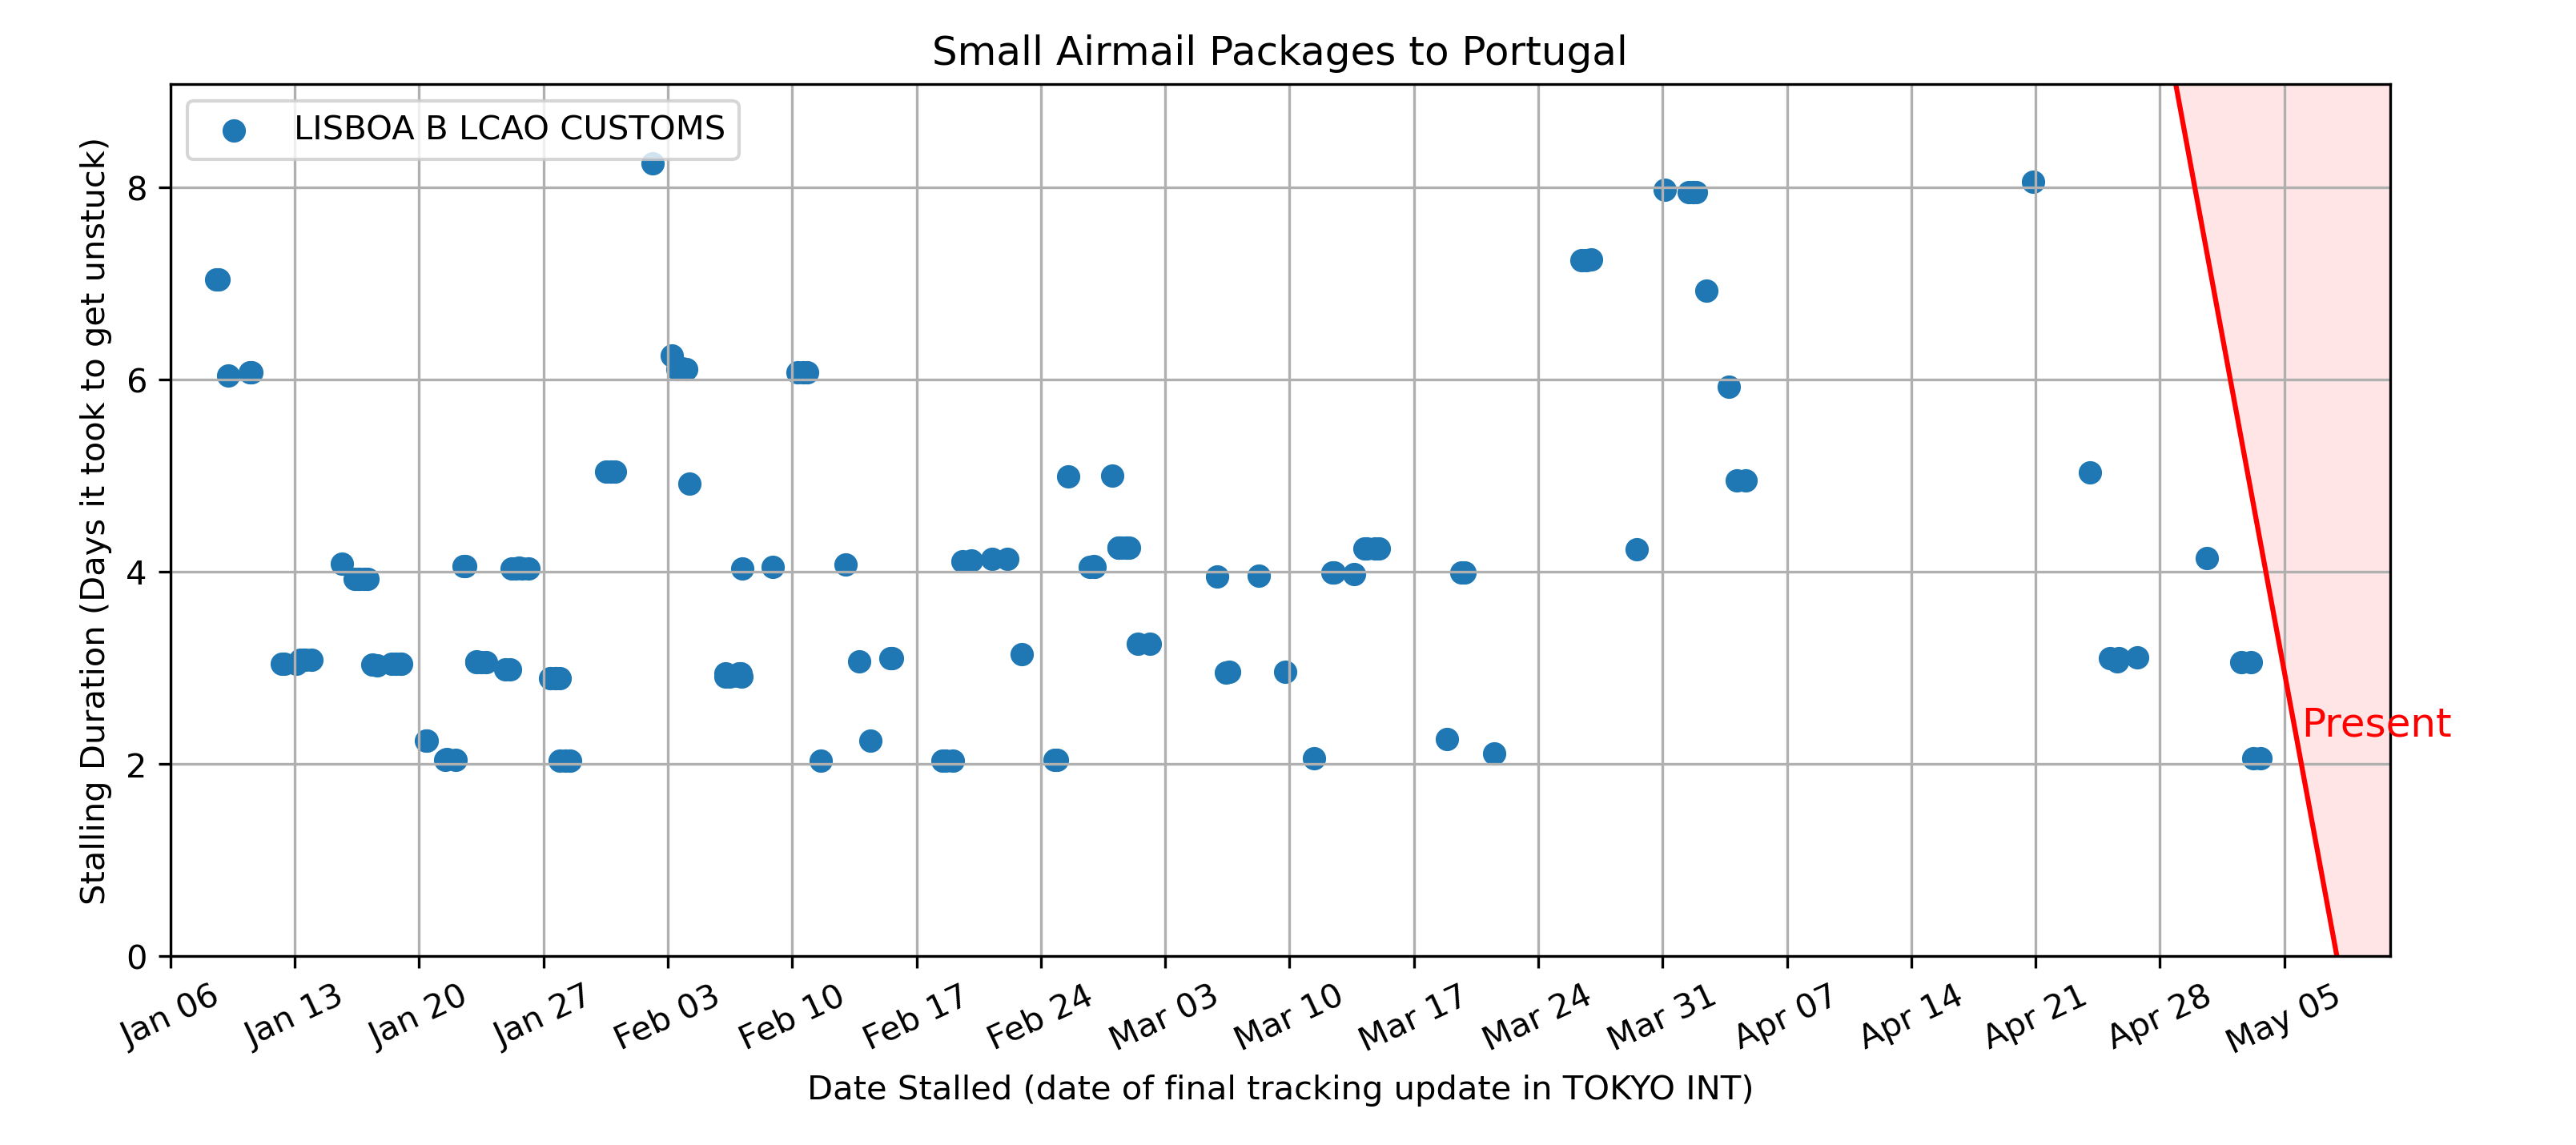 Small Airmail Packages to Portugal
LISBOA B LCAO CUSTOMS
Stalling Duration (Days it took to get unstuck)
8
6
4
2
0
Present
Jan 06
Jan 13
Jan 20
Jan 27
Feb 03
Feb 10
Feb 17
Feb 24
Mar 03
Mar 10
Mar 17
Mar 24
Mar 31
Apr 07
Apr 14
Apr 21
Apr 28
May 05
Date Stalled (date of final tracking update in TOKYO INT)